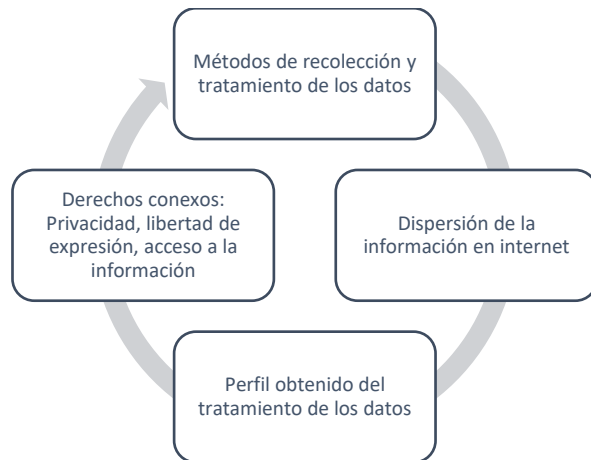 Métodos de recolección y
tratamiento de los datos
Dispersión de la
información en internet
Perfil obtenido del
tratamiento de los datos
Derechos conexos:
Privacidad, libertad de
expresión, acceso a la
información